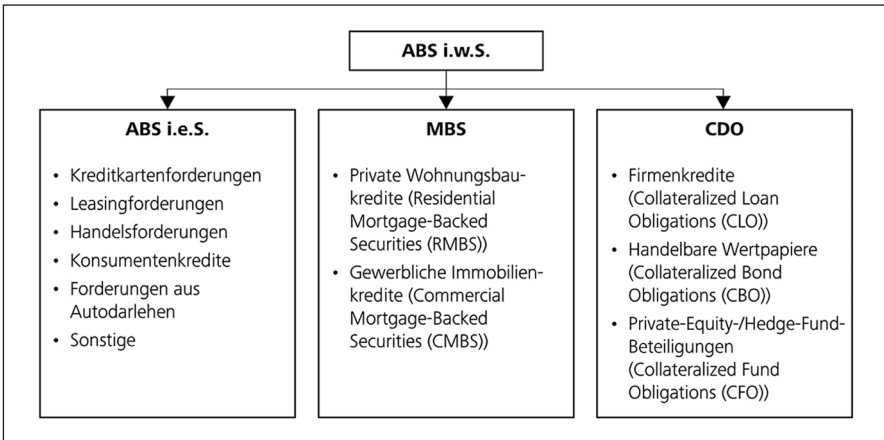 ABS i.w.S.
ABS i.e.S.
• Kreditkartenforderungen
• Leasingforderungen
• Handelsforderungen
• Konsumentenkredite
• Forderungen aus
Autodarlehen
• Sonstige
MBS
• Private Wohnungsbau-
kredite (Residential
Mortgage-Backed
Securities (RMBS))
• Gewerbliche Immobilien-
kredite (Commercial
Mortgage-Backed
Securities (CMBS))
CDO
• Firmenkredite
(Collateralized Loan
Obligations (CLO))
• Handelbare Wertpapiere
(Collateralized Bond
Obligations (CBO))
• Private-Equity-/Hedge-Fund-
Beteiligungen
(Collateralized Fund
Obligations (CFO))